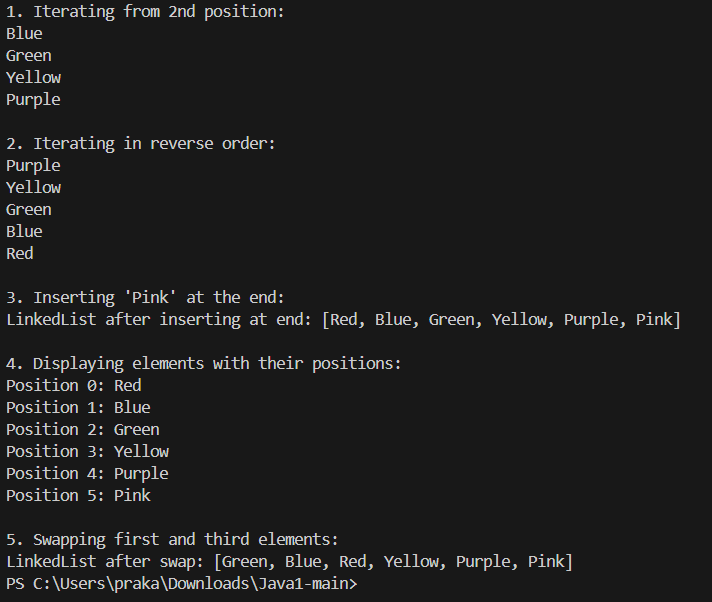 1. Iterating from 2nd position:
Blue
Green
Yellow
Purple
2. Iterating in reverse order:
Purple
Yellow
Green
Blue
Red
3. Inserting 'Pink' at the end:
LinkedList after inserting at end: [Red, Blue, Green, Yellow, Purple, Pink]
4. Displaying elements with their positions:
Position 0: Red
Position 1: Blue
Position 2: Green
Position 3: Yellow
Position 4: Purple
Position 5: Pink
5. Swapping first and third elements:
LinkedList after swap: [Green, Blue, Red, Yellow, Purple, Pink]
PS C:\Users\praka\Downloads\Java1-main>